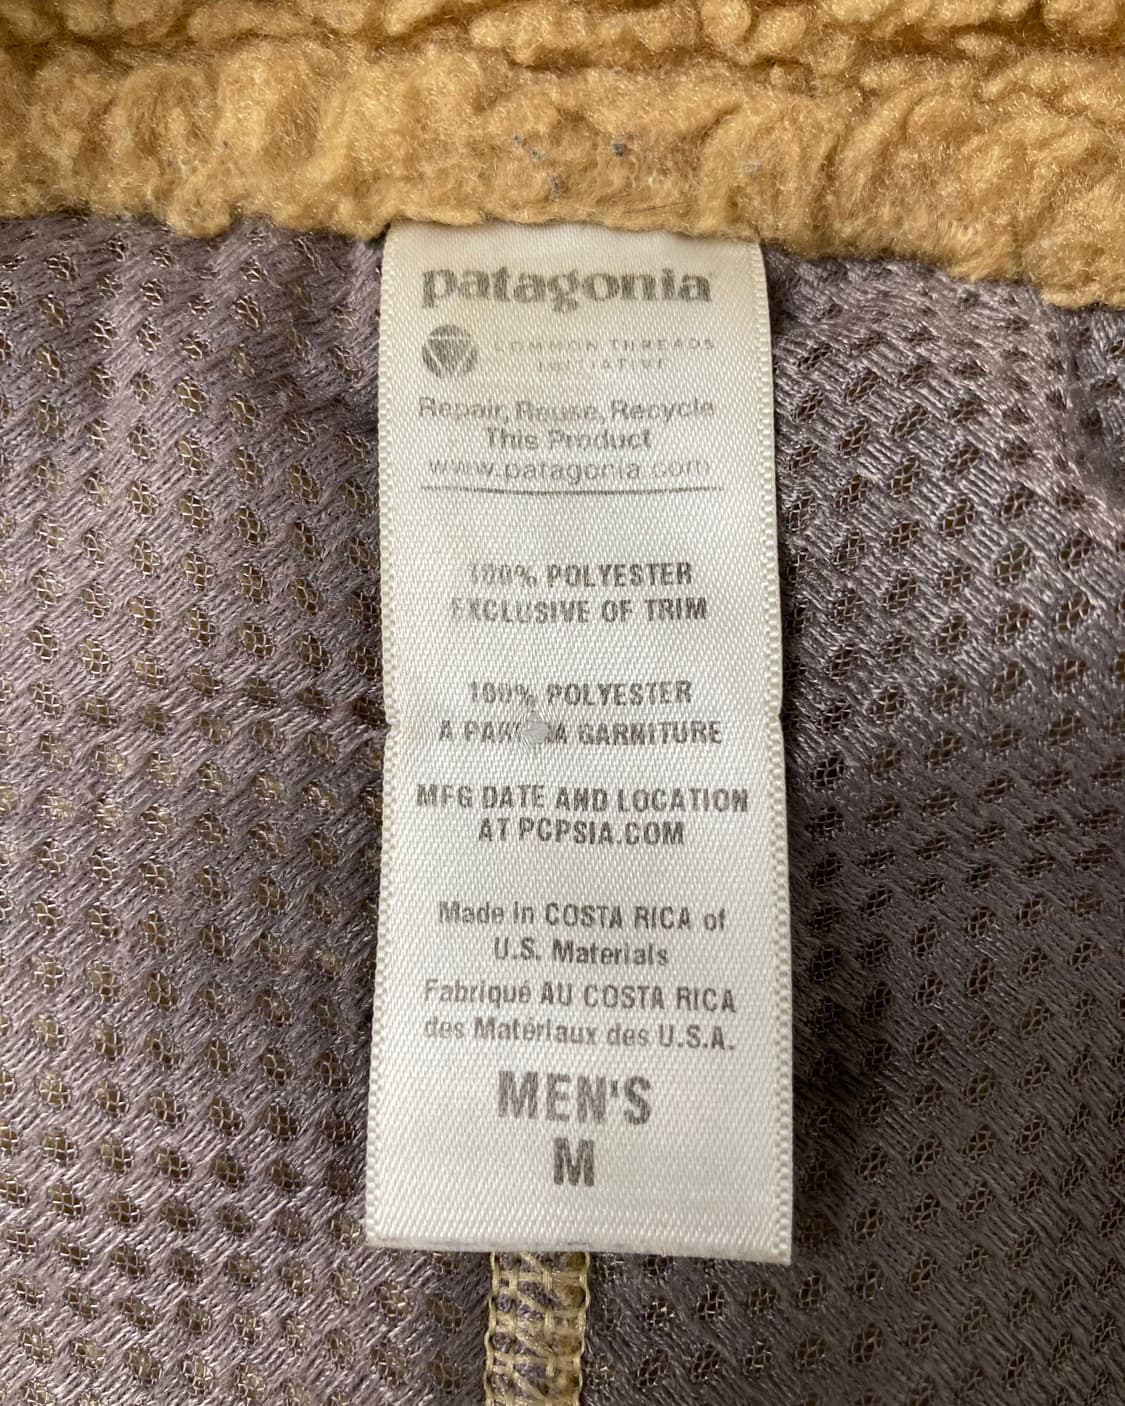 patagonia
COMMON THREADS
INITIATIVE
Repair, Reuse, Recycle
This Product
www.patagonia.com
100% POLYESTER
EXCLUSIVE OF TRIM
100% POLYESTER
A PART LA GARNITURE
MFG DATE AND LOCATION
AT PCPSIA.COM
Made in COSTA RICA of
U.S. Materials
Fabriqué AU COSTA RICA
des Matériaux des U.S.A.
MEN'S
M